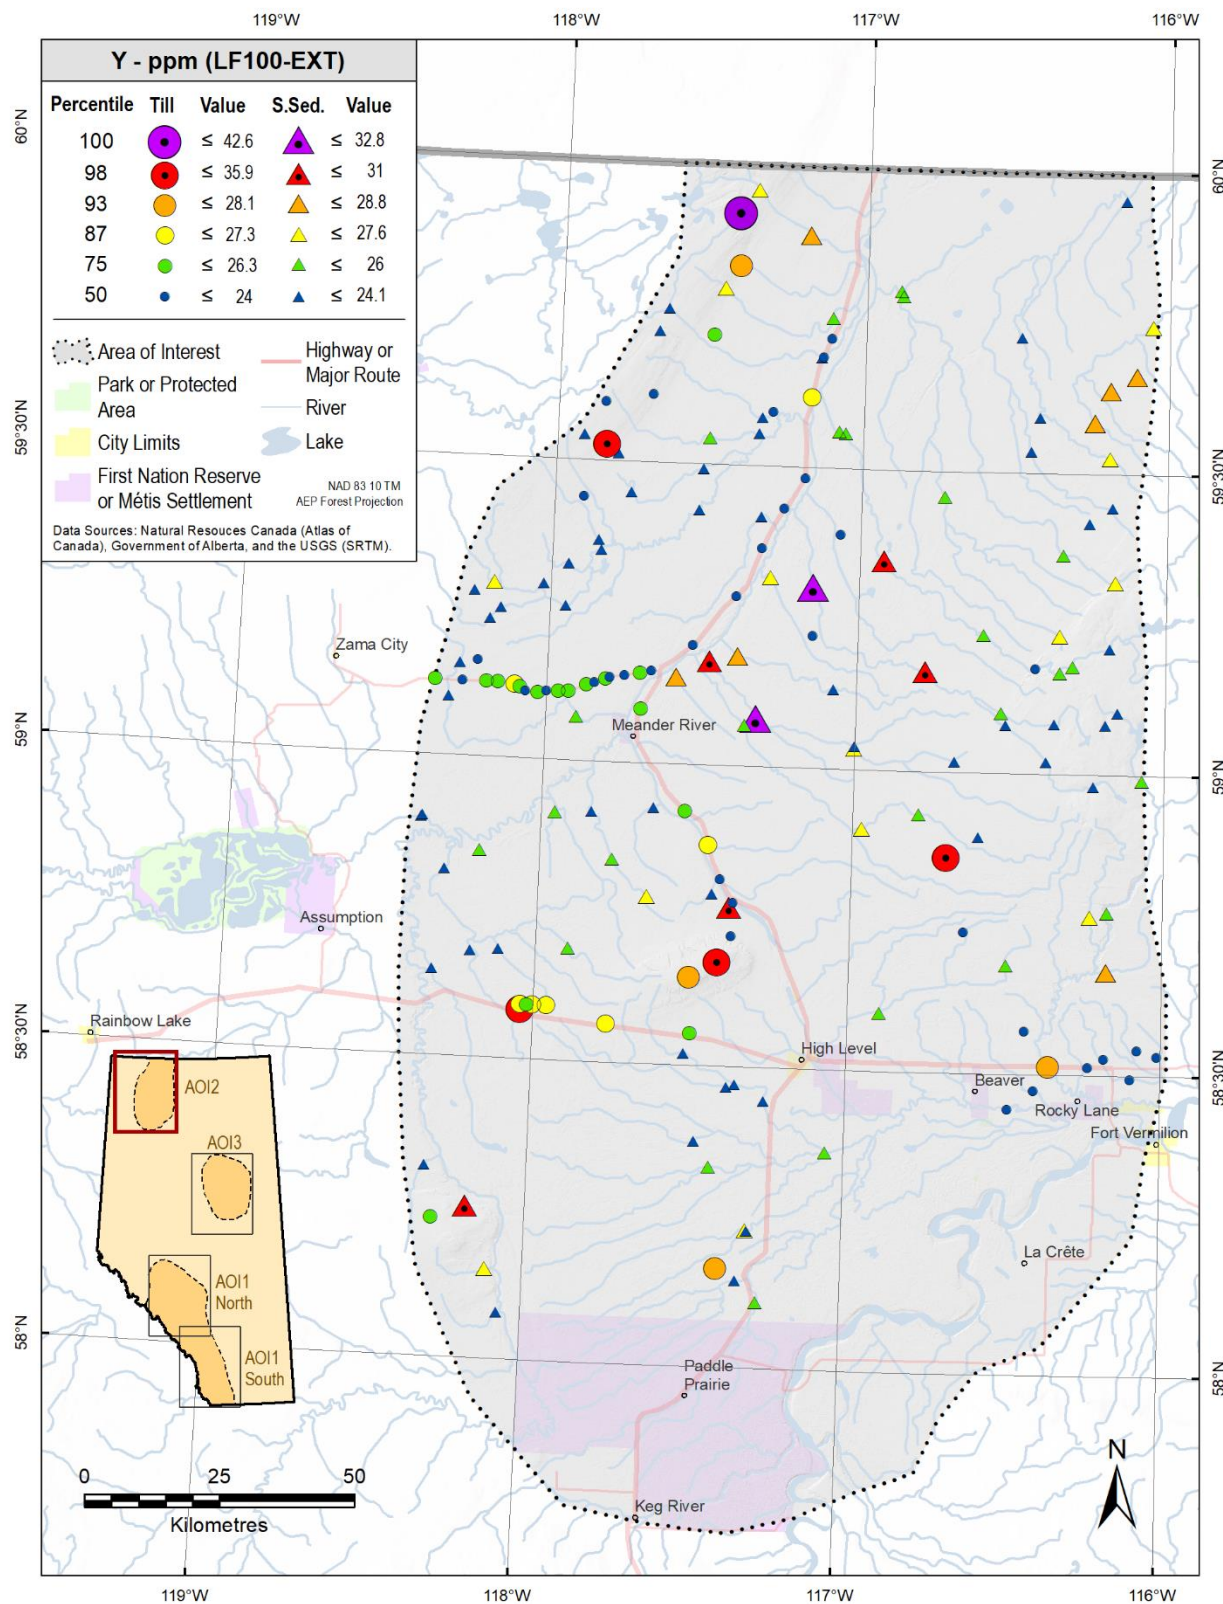 119°W 118°W 117°W 116°W
Y - ppm (LF100-EXT)
Percentile Till Value S.Sed. Value
100 ≤ 42.6 ≤ 32.8
98 ≤ 35.9 ≤ 31
93 ≤ 28.1 ≤ 28.8
87 ≤ 27.3 ≤ 27.6
75 ≤ 26.3 ≤ 26
50 ≤ 24 ≤ 24.1
Area of Interest
Park or Protected
Area
City Limits
First Nation Reserve
or Métis Settlement
Highway or
Major Route
River
Lake
NAD 83 10 TM
AEP Forest Projection
Data Sources: Natural Resouces Canada (Atlas of
Canada), Government of Alberta, and the USGS (SRTM).
60°N
60°N
59°30'N
59°30'N
Zama City
Meander River
59°N
59°N
Assumption
Rainbow Lake
58°30'N
58°30'N
High Level
Beaver
Rocky Lane
Fort Vermilion
La Crête
AOI2
AOI3
AOI1
North
AOI1
South
58°N
58°N
Paddle
Prairie
Keg River
N
0 25 50
Kilometres
119°W 118°W 117°W 116°W